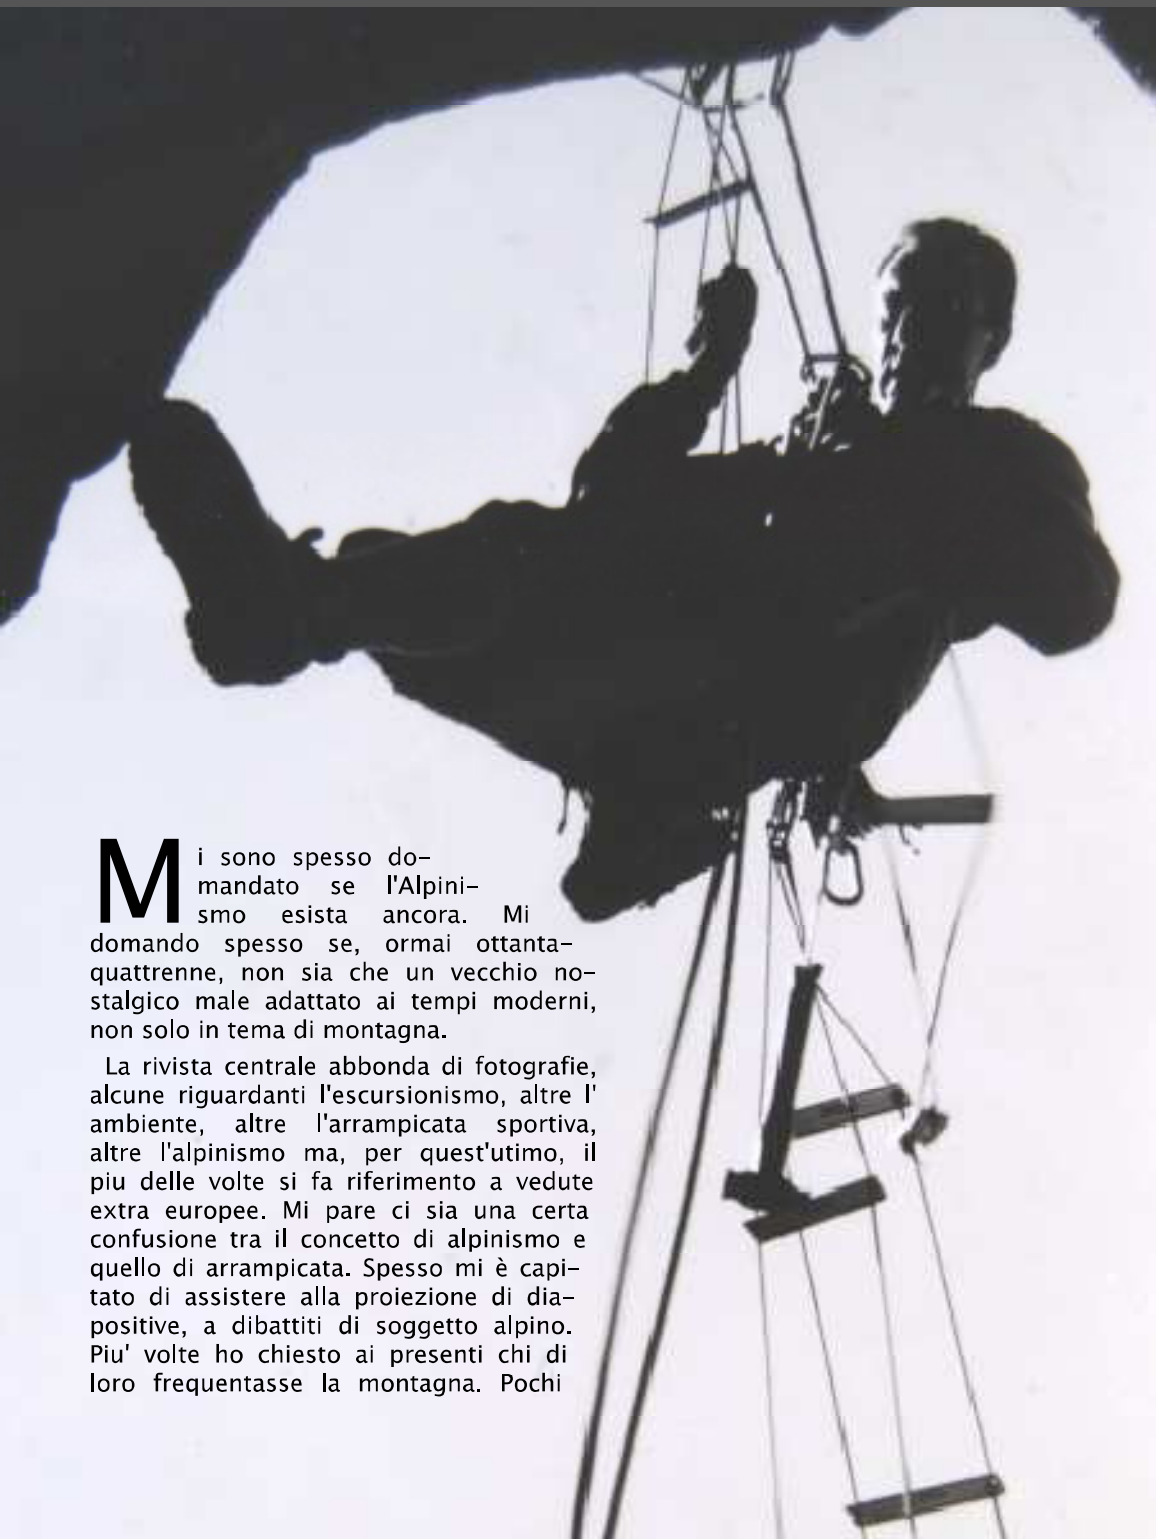 Mi sono spesso do-
mandato se l'Alpini-
smo esista ancora. Mi
domando spesso se, ormai ottanta-
quattrenne, non sia che un vecchio no-
stalgico male adattato ai tempi moderni,
non solo in tema di montagna.
La rivista centrale abbonda di fotografie,
alcune riguardanti l'escursionismo, altre l'
ambiente, altre l'arrampicata sportiva,
altre l'alpinismo ma, per quest'utimo, il
piu delle volte si fa riferimento a vedute
extra europee. Mi pare ci sia una certa
confusione tra il concetto di alpinismo e
quello di arrampicata. Spesso mi è capi-
tato di assistere alla proiezione di dia-
positive, a dibattiti di soggetto alpino.
Piu' volte ho chiesto ai presenti chi di
loro frequentasse la montagna. Pochi